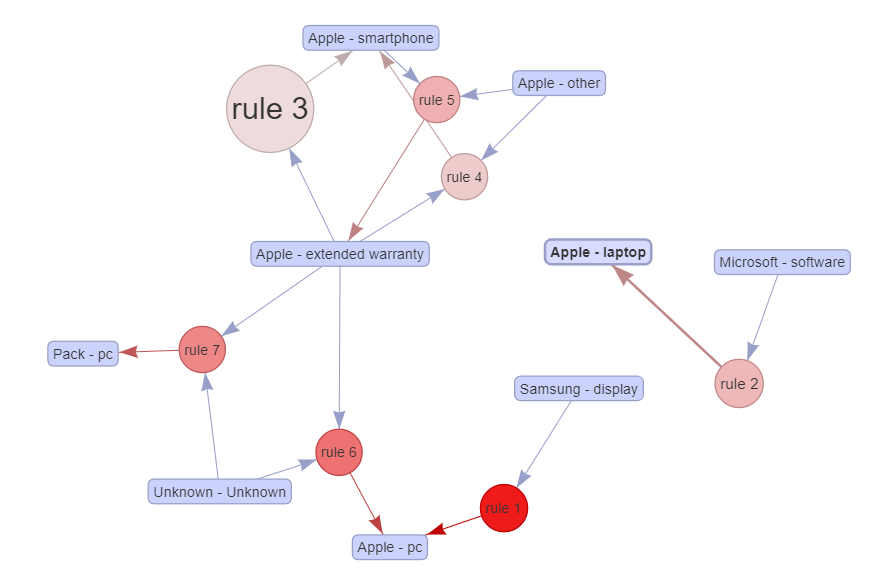 Apple - smartphone
rule 3
rule 5
Apple - other
rule 4
Apple - extended warranty
Apple - laptop
Microsoft - software
Pack - pc
rule 7
rule 2
Samsung - display
rule 6
Unknown - Unknown
rule 1
Apple - pc